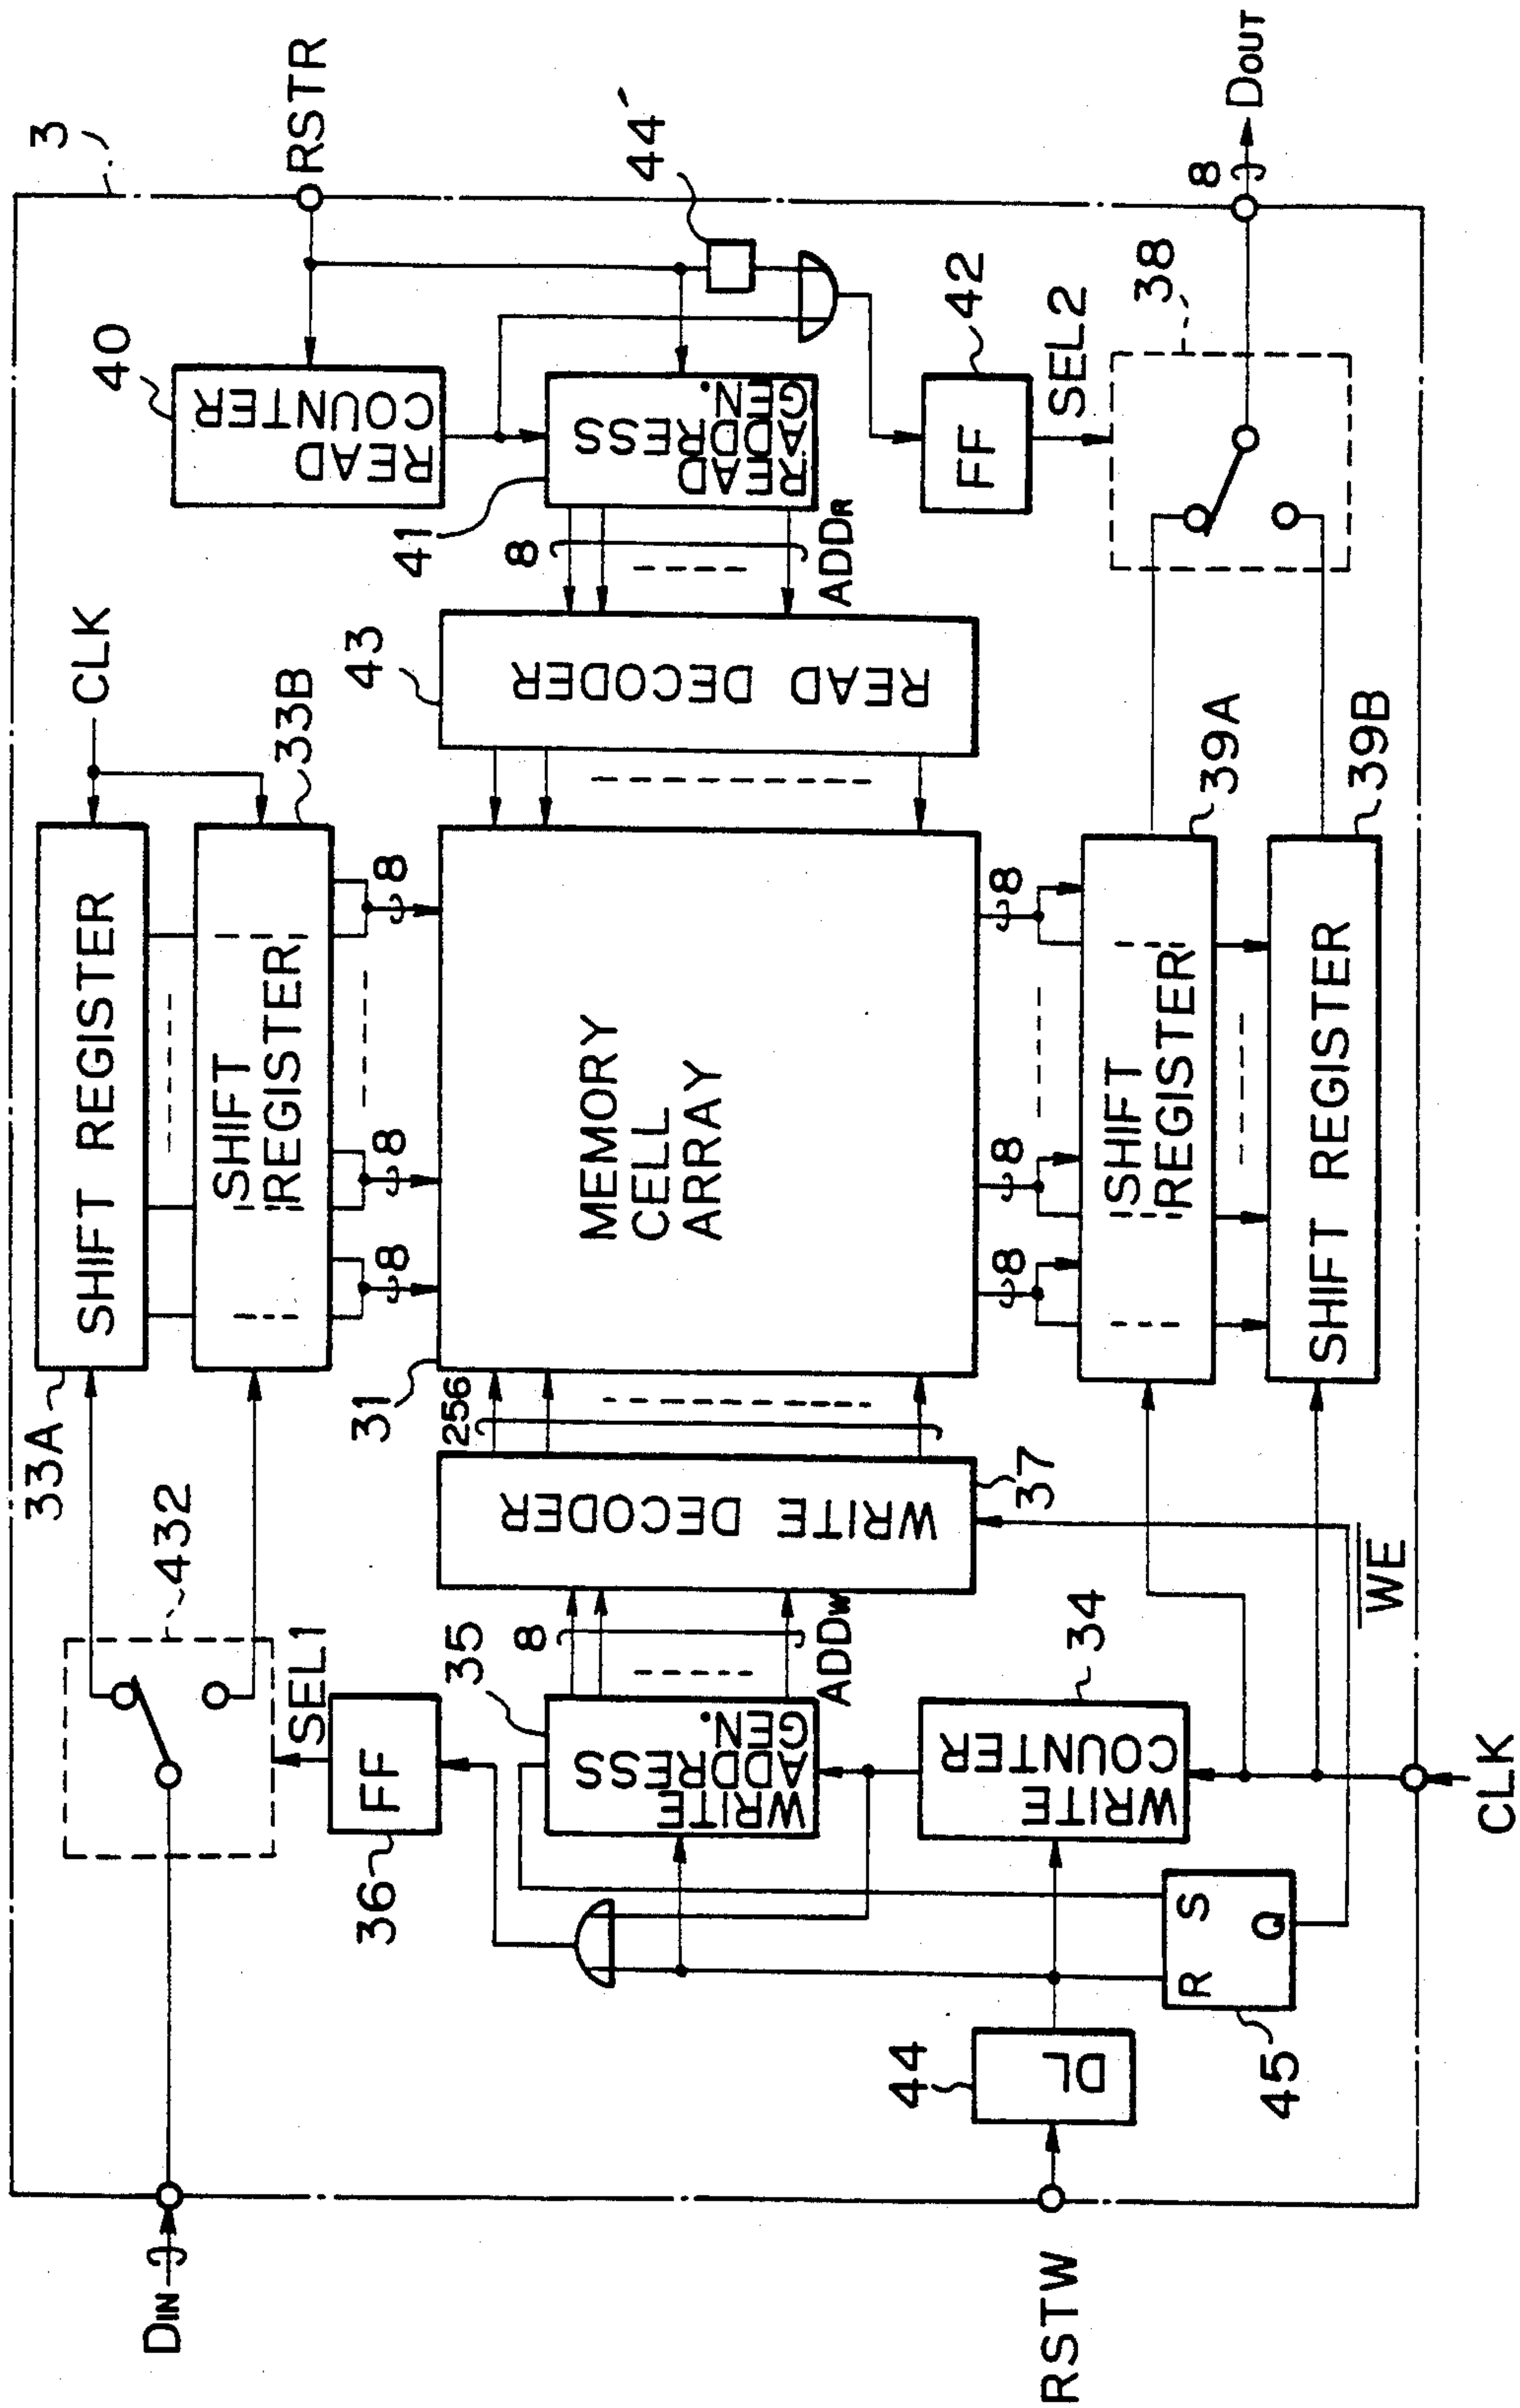 3
33A
SHIFT REGISTER
CLK
432
SHIFT
REGISTER
33B
RSTR
DIN
SEL1
8
8
8
40
READ
COUNTER
36
FF
31
256
43
41
35
WRITE
ADDRESS
GEN.
8
ADDW
WRITE DECODER
37
MEMORY
CELL
ARRAY
READ DECODER
8
ADDR
READ
ADDRESS
GEN.
44'
44
DL
RSTW
WRITE
COUNTER
34
8
8
8
FF
42
SEL2
R
S
Q
45
SHIFT
REGISTER
39A
38
8
DOUT
WE
SHIFT REGISTER
39B
CLK